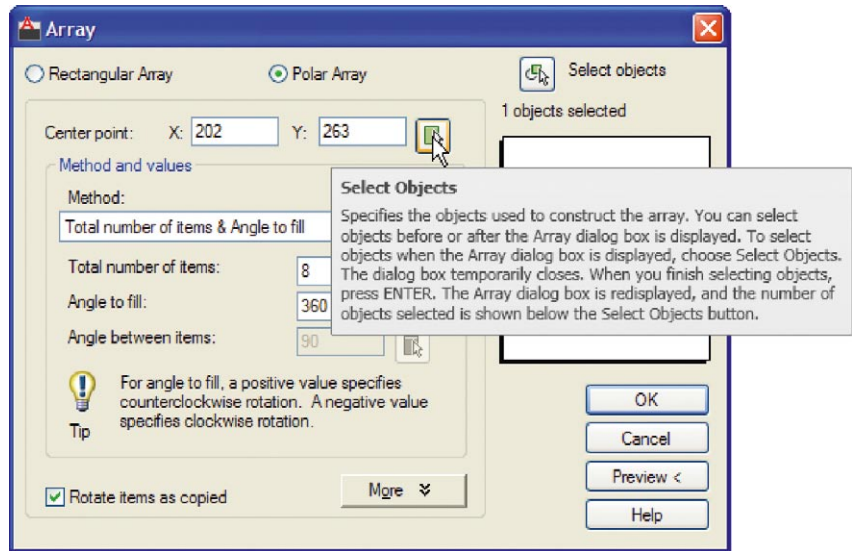 Array
Rectangular Array
Polar Array
Select objects
1 objects selected
Center point: X: 202 Y: 263
Method and values
Method:
Total number of items & Angle to fill
Total number of items: 8
Angle to fill: 360
Angle between items: 90
For angle to fill, a positive value specifies
counterclockwise rotation. A negative value
specifies clockwise rotation.
Tip
Rotate items as copied
More
Select Objects
Specifies the objects used to construct the array. You can select
objects before or after the Array dialog box is displayed. To select
objects when the Array dialog box is displayed, choose Select Objects.
The dialog box temporarily closes. When you finish selecting objects,
press ENTER. The Array dialog box is redisplayed, and the number of
objects selected is shown below the Select Objects button.
OK
Cancel
Preview <
Help